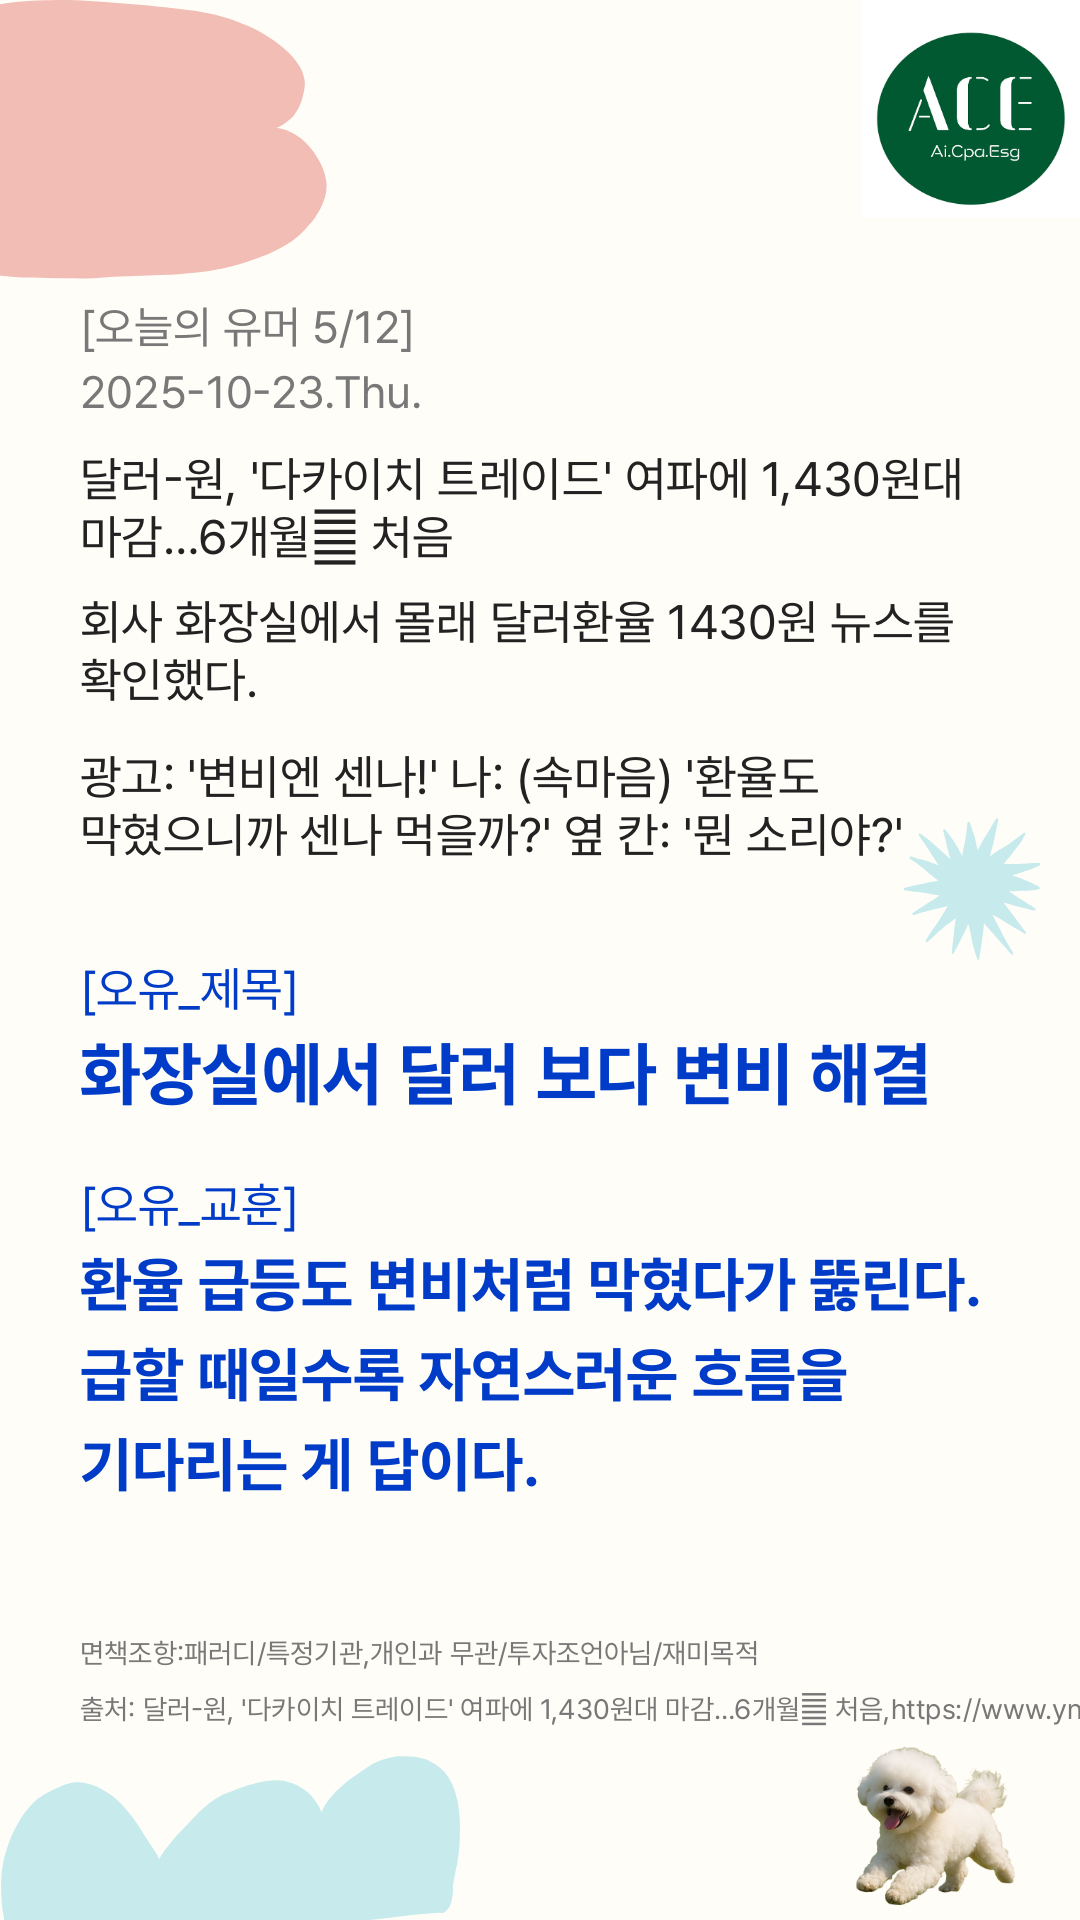 ACE
Ai.Cpa.Esg
[오늘의 유머 5/12]
2025-10-23.Thu.
달러-원, '다카이치 트레이드' 여파에 1,430원대
마감…6개월䷀ 처음
회사 화장실에서 몰래 달러환율 1430원 뉴스를
확인했다.
광고: '변비엔 센나!' 나: (속마음) '환율도
막혔으니까 센나 먹을까?' 옆 칸: '뭔 소리야?'
[오유_제목]
화장실에서 달러 보다 변비 해결
[오유_교훈]
환율 급등도 변비처럼 막혔다가 뚫린다.
급할 때일수록 자연스러운 흐름을
기다리는 게 답이다.
면책조항:패러디/특정기관,개인과 무관/투자조언아님/재미목적
출처: 달러-원, '다카이치 트레이드' 여파에 1,430원대 마감…6개월䷀ 처음,https://www.yn